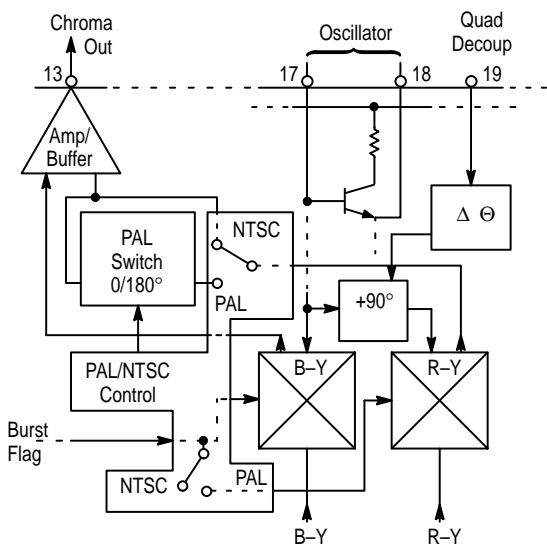 Chroma
Out
Oscillator
Quad
Decoup
13
17
18
19
Amp/
Buffer
PAL
Switch
0/180°
NTSC
PAL
Δ Θ
+90°
PAL/NTSC
Control
B–Y
R–Y
Burst
Flag
NTSC
PAL
B–Y
R–Y